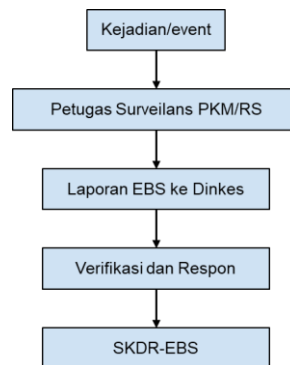 Kejadian/event
Petugas Surveilans PKM/RS
Laporan EBS ke Dinkes
Verifikasi dan Respon
SKDR-EBS